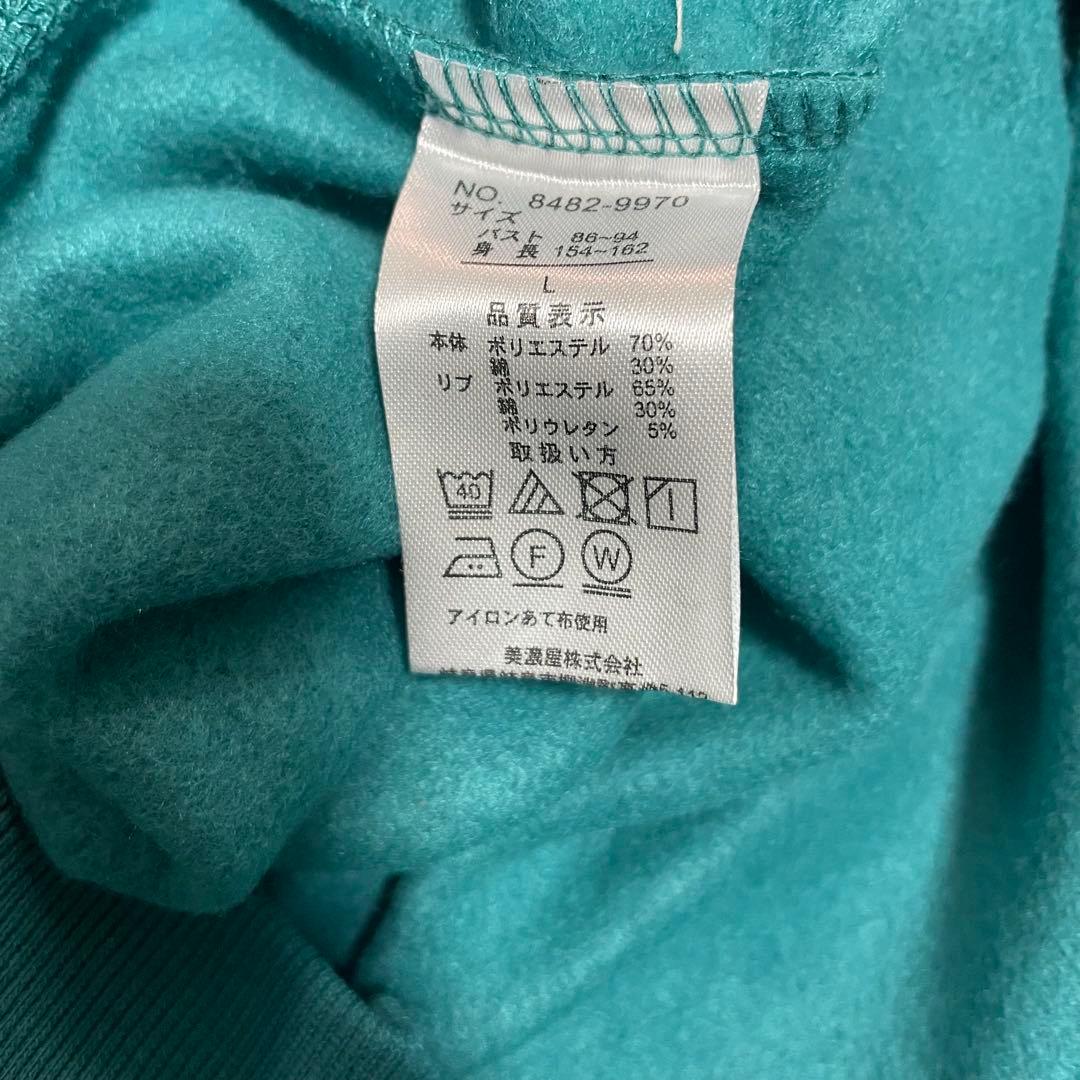 NO. 8482-9970
サイズ
バスト 86~94
身長 154~162
L
品質表示
本体 ポリエステル 70%
綿 30%
リブ ポリエステル 65%
綿 30%
ポリウレタン 5%
取扱い方
40
F W
アイロンあて布使用
美濃屋株式会社